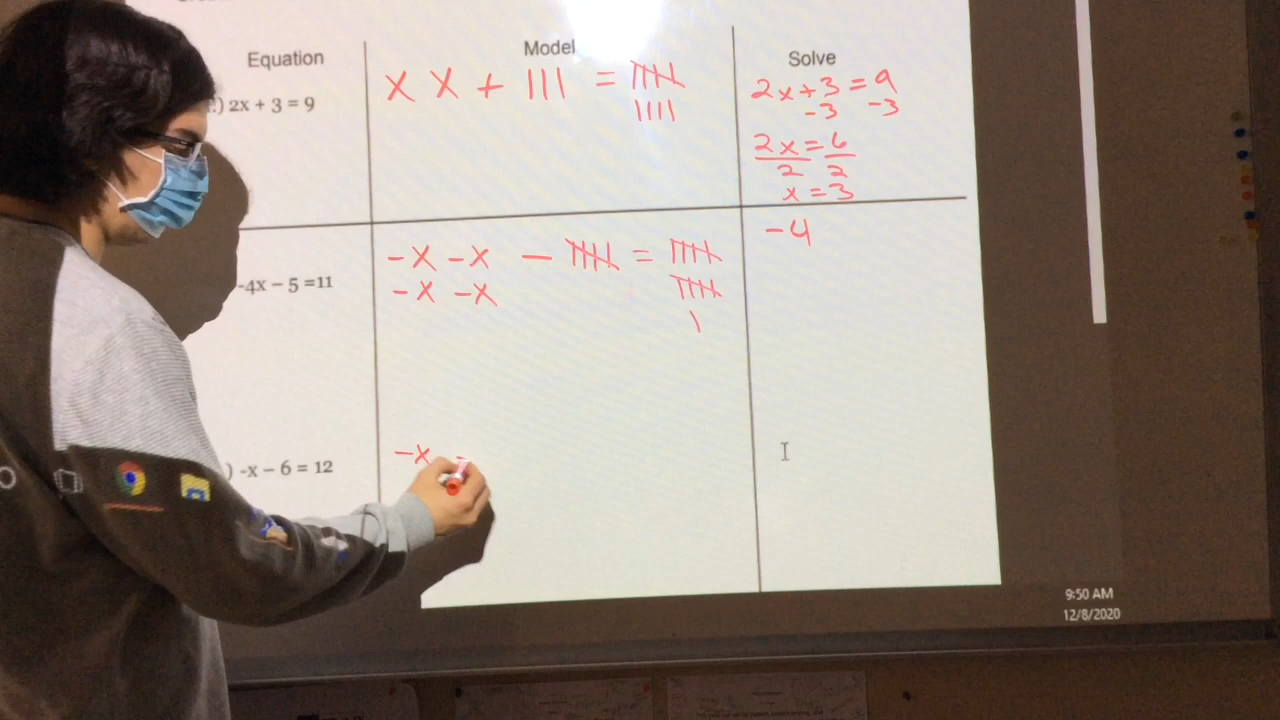 Equation Model Solve
.) 2x + 3 = 9
X X + III = 𝍸
IIII
2x+3=9
-3 -3
2x=6
2 2
x=3
-4x – 5 =11
-X -X - 𝍸 = 𝍸
-X -X 𝍸
\
-4
) -x – 6 = 12
-X -
9:50 AM
12/8/2020